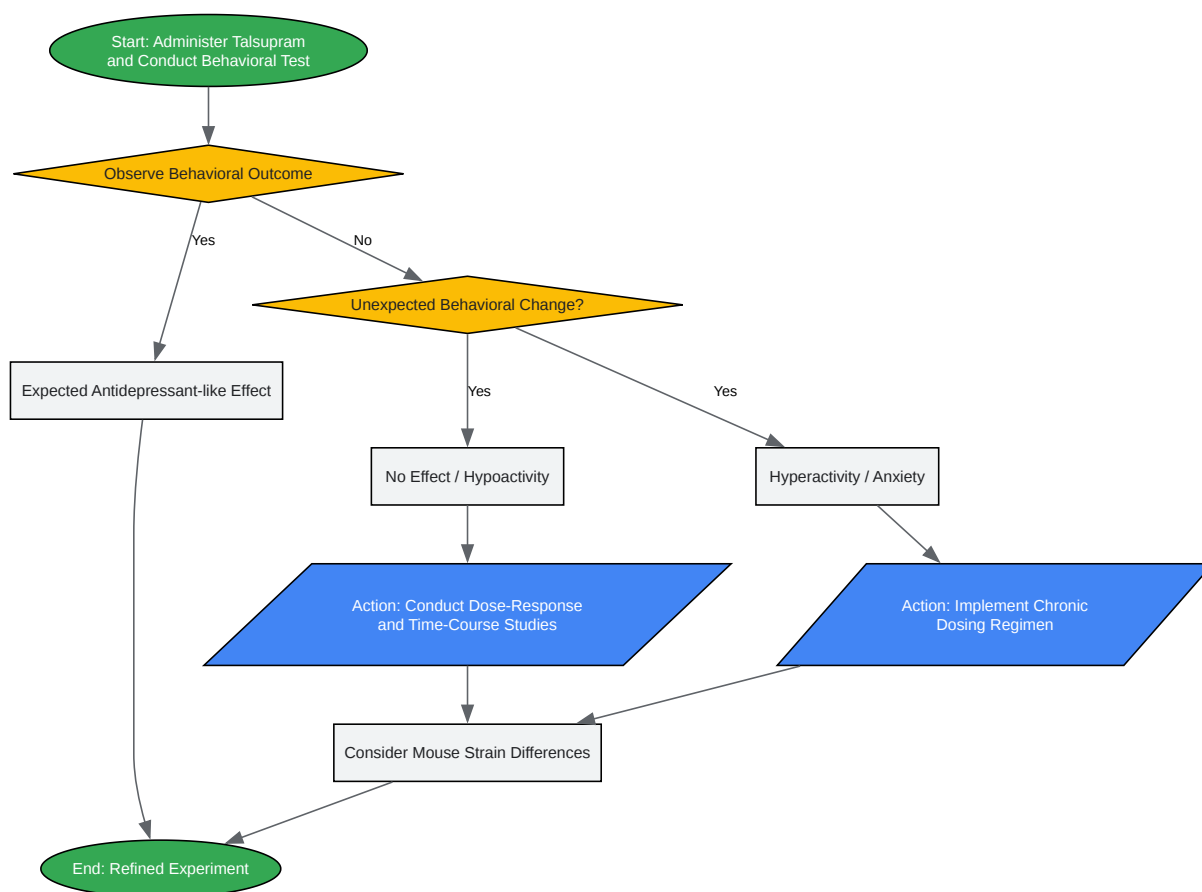 Start: Administer Talsupram
and Conduct Behavioral Test
Observe Behavioral Outcome
Yes
No
Unexpected Behavioral Change?
Expected Antidepressant-like Effect
Yes
Yes
No Effect / Hypoactivity
Hyperactivity / Anxiety
Action: Conduct Dose-Response
and Time-Course Studies
Action: Implement Chronic
Dosing Regimen
Consider Mouse Strain Differences
End: Refined Experiment